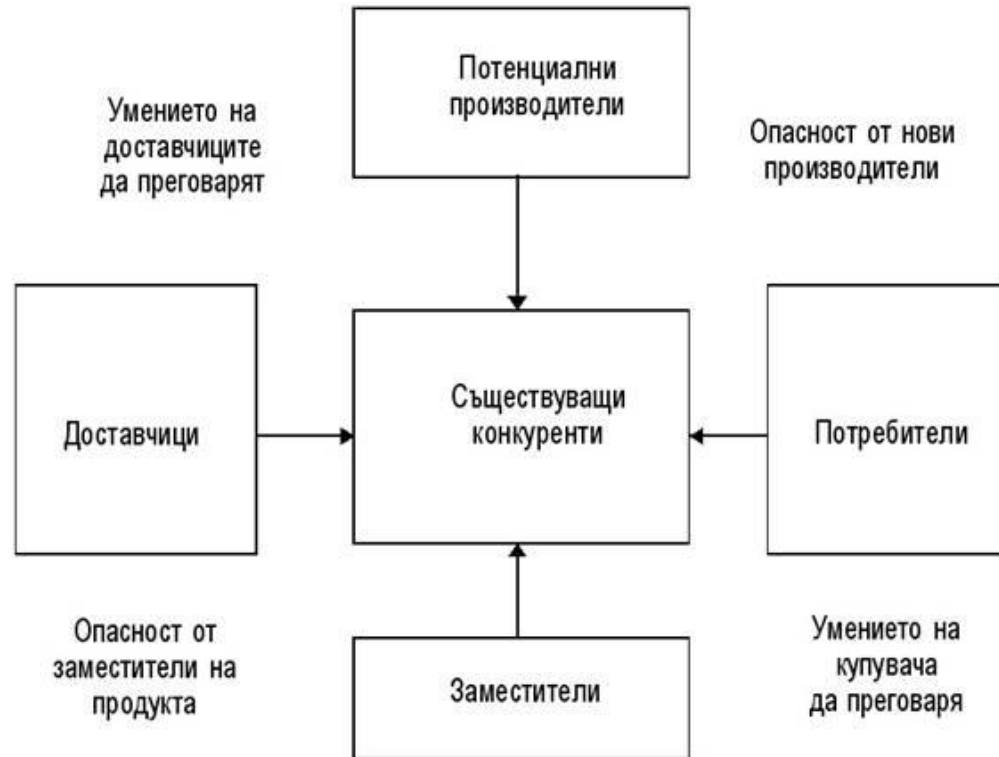 Потенциални
производители
Умението на
доставчиците
да преговарят
Опасност от нови
производители
Доставчици
Съществуващи
конкуренти
Потребители
Опасност от
заместители на
продукта
Заместители
Умението на
купувача
да преговаря